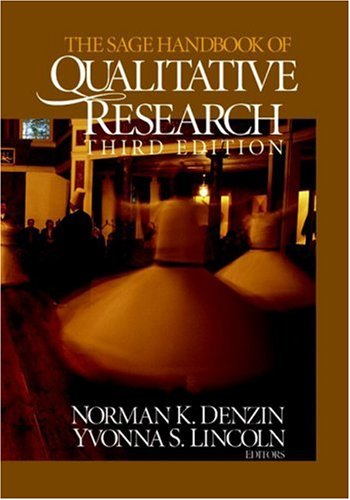 THE SAGE HANDBOOK OF
QUALITATIVE
RESEARCH
THIRD EDITION
NORMAN K. DENZIN
YVONNA S. LINCOLN
EDITORS